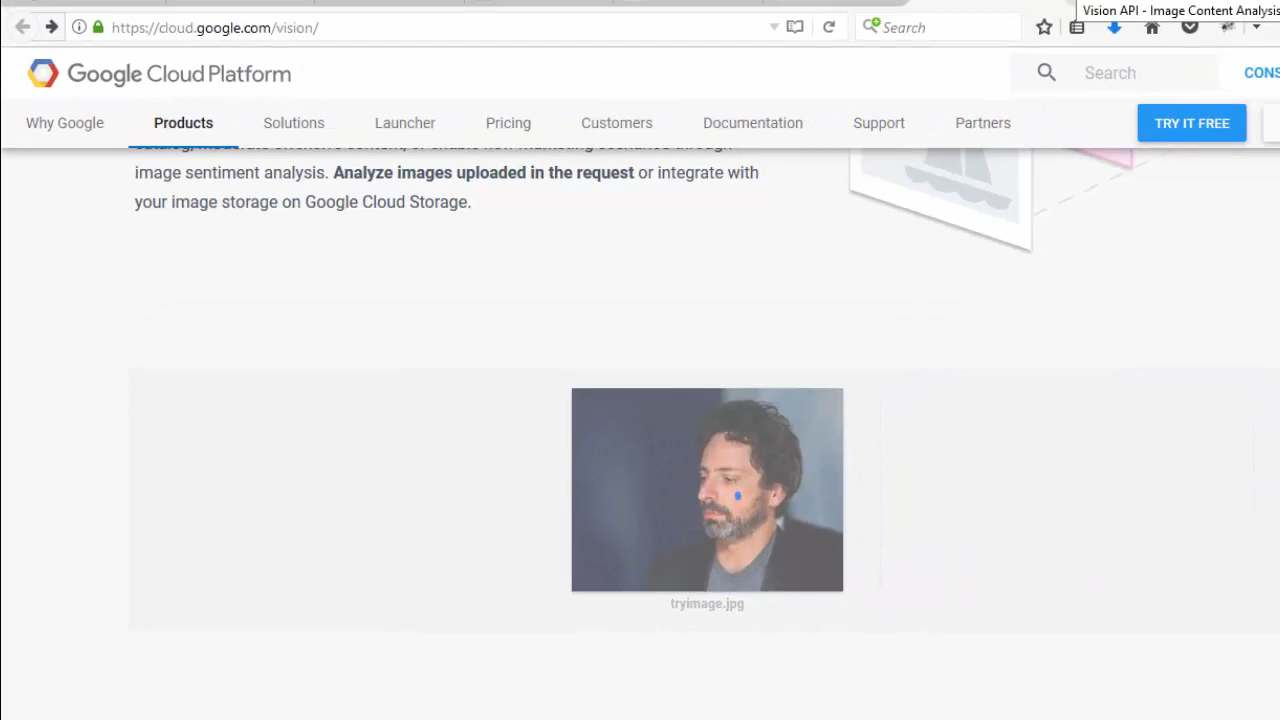 Vision API - Image Content Analysis
https://cloud.google.com/vision/
Search
Google Cloud Platform
Search
CONS
Why Google
Products
Solutions
Launcher
Pricing
Customers
Documentation
Support
Partners
TRY IT FREE
image sentiment analysis. Analyze images uploaded in the request or integrate with
your image storage on Google Cloud Storage.
tryimage.jpg